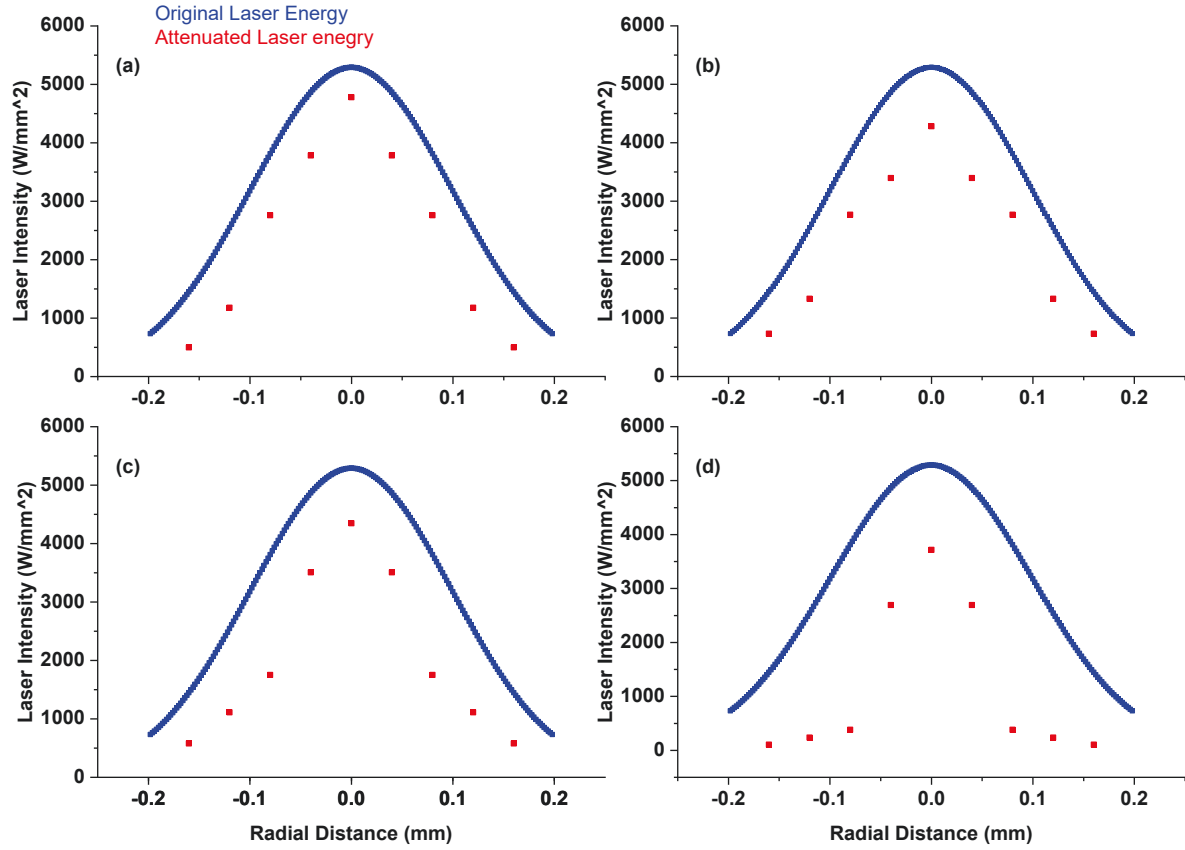 Original Laser Energy
Attenuated Laser enegry
(a)
Laser Intensity (W/mm^2)
6000
5000
4000
3000
2000
1000
0
-0.2 -0.1 0.0 0.1 0.2
(b)
Laser Intensity (W/mm^2)
6000
5000
4000
3000
2000
1000
0
-0.2 -0.1 0.0 0.1 0.2
(c)
Laser Intensity (W/mm^2)
6000
5000
4000
3000
2000
1000
0
-0.2 -0.1 0.0 0.1 0.2
Radial Distance (mm)
(d)
Laser Intensity (W/mm^2)
6000
5000
4000
3000
2000
1000
0
-0.2 -0.1 0.0 0.1 0.2
Radial Distance (mm)